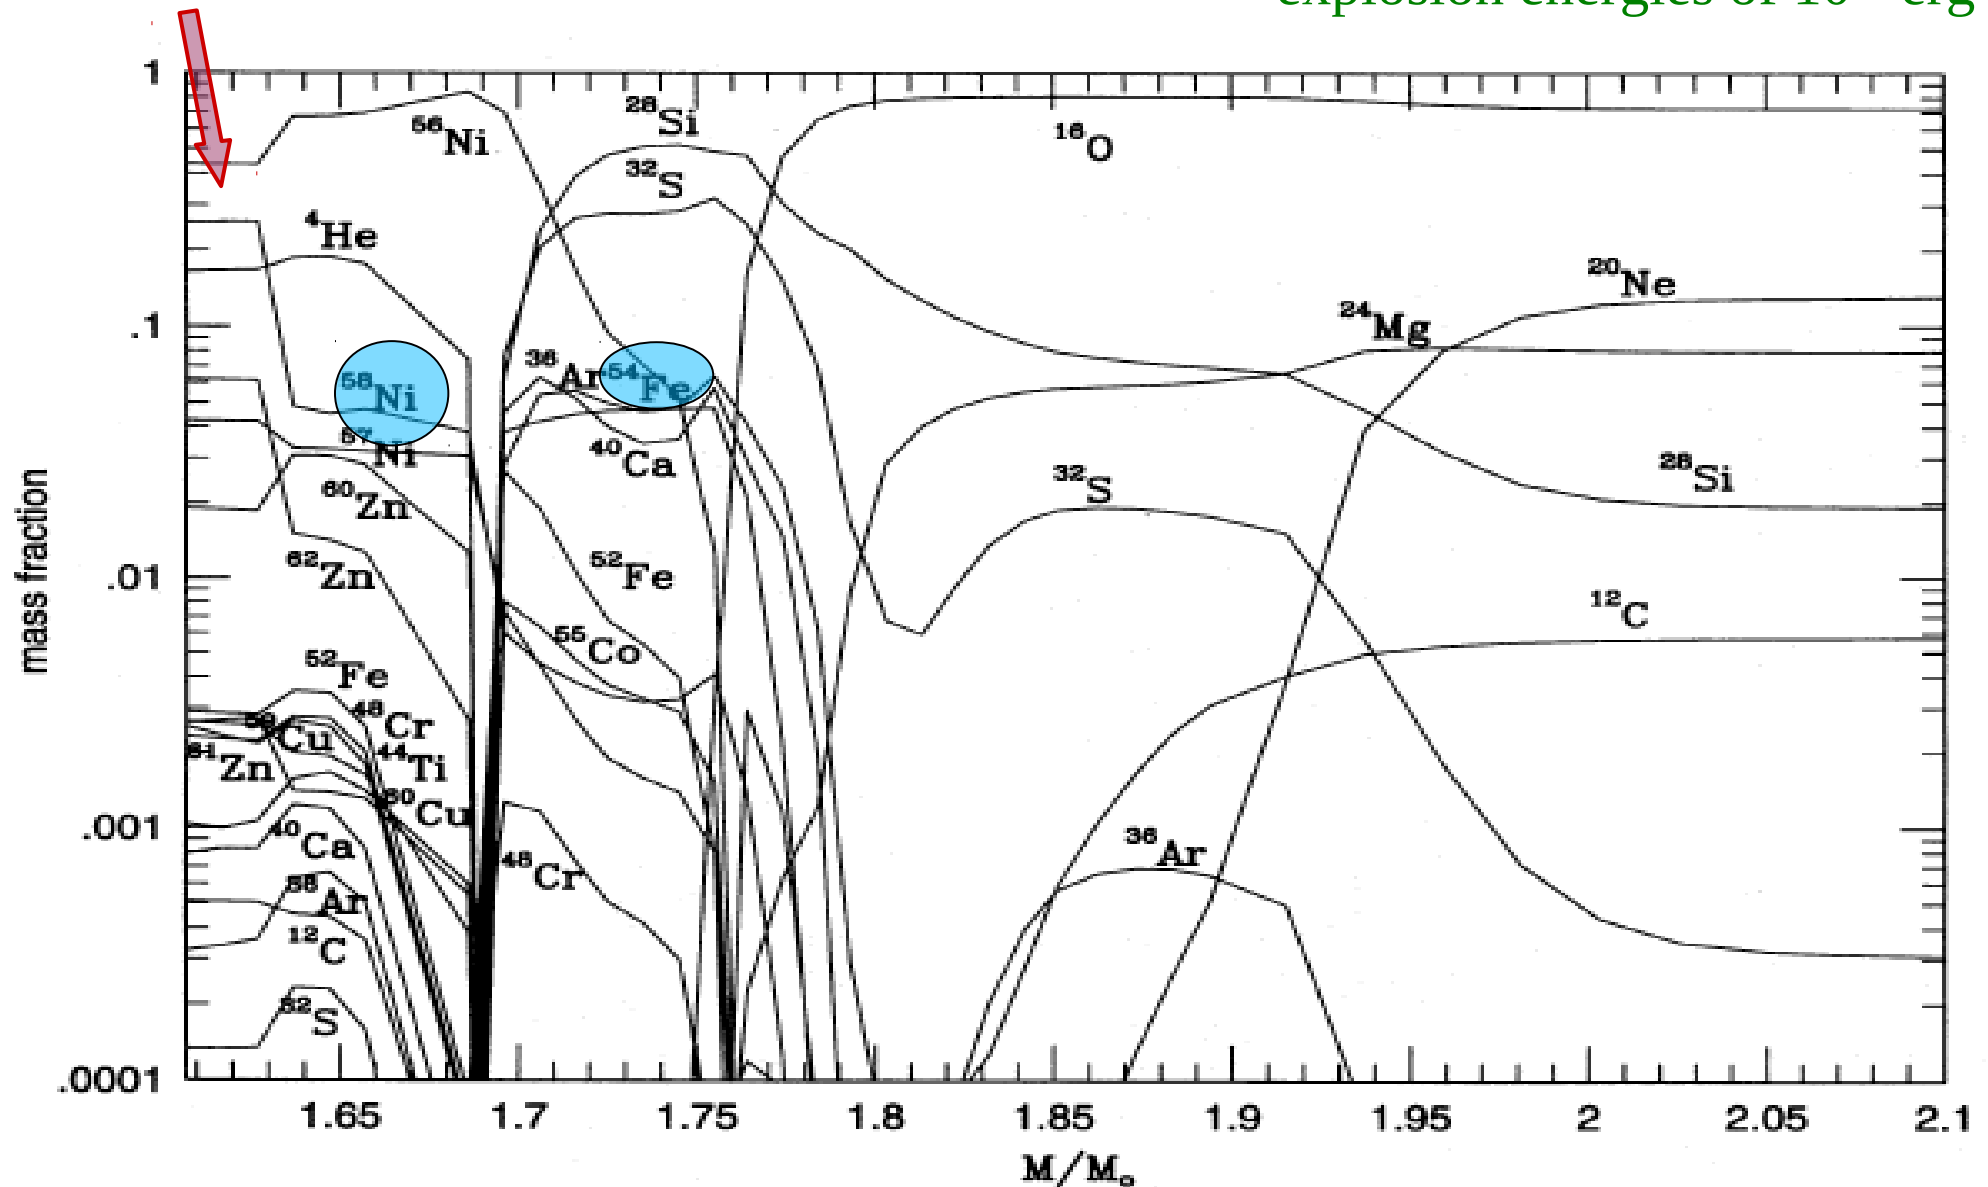 explosion energies of 10 erg
1
.1
.01
.001
.0001
mass fraction
56Ni
28Si
32S
16O
4He
20Ne
24Mg
58Ni
36Ar
54Fe
57Ni
40Ca
60Zn
32S
28Si
62Zn
52Fe
12C
55Co
52Fe
48Cr
59Cu
61Zn
44Ti
60Cu
40Ca
36Ar
48Cr
36Ar
12C
32S
1.65
1.7
1.75
1.8
1.85
1.9
1.95
2
2.05
2.1
M/M⊙